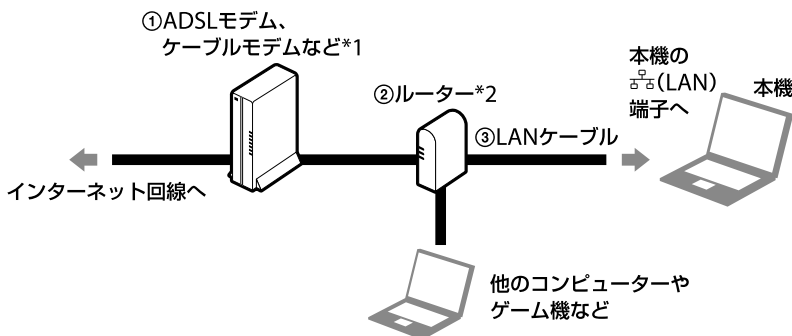 ①ADSLモデム、
ケーブルモデムなど*1
②ルーター*2
③LANケーブル
本機の
(LAN)
端子へ
本機
インターネット回線へ
他のコンピューターや
ゲーム機など